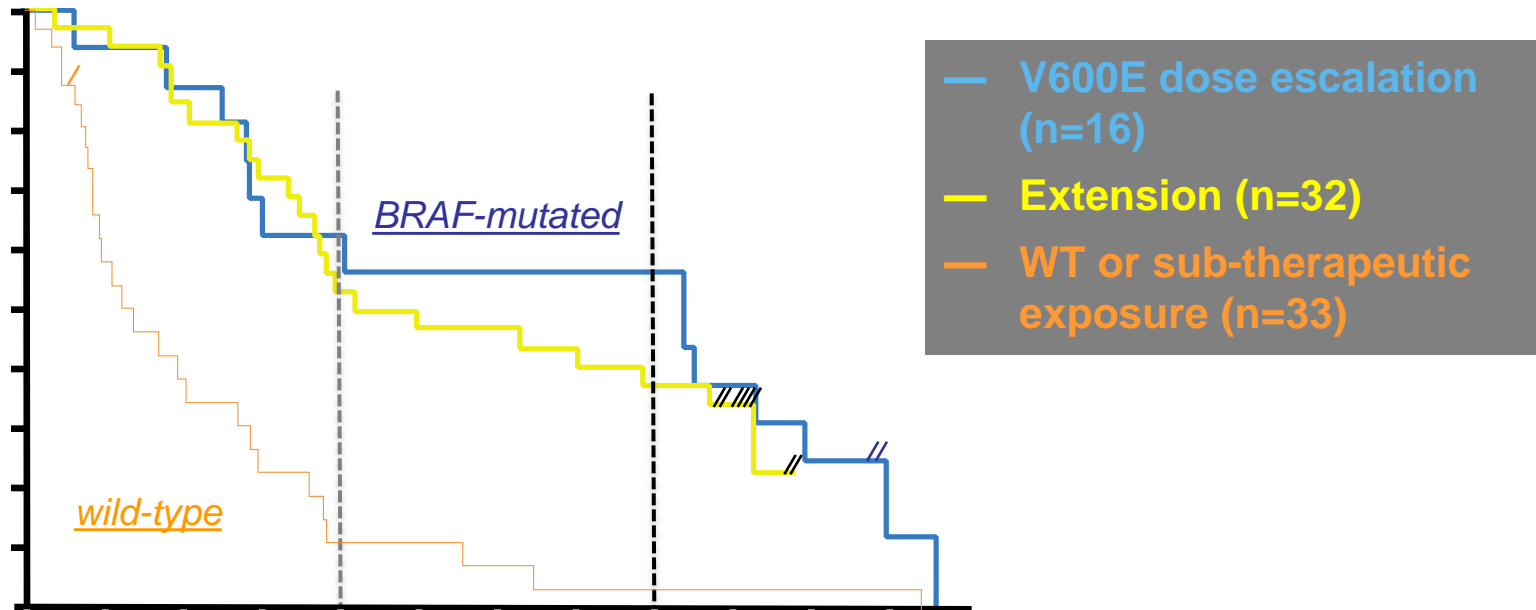 BRAF-mutated
wild-type
V600E dose escalation
(n=16)
Extension (n=32)
WT or sub-therapeutic
exposure (n=33)